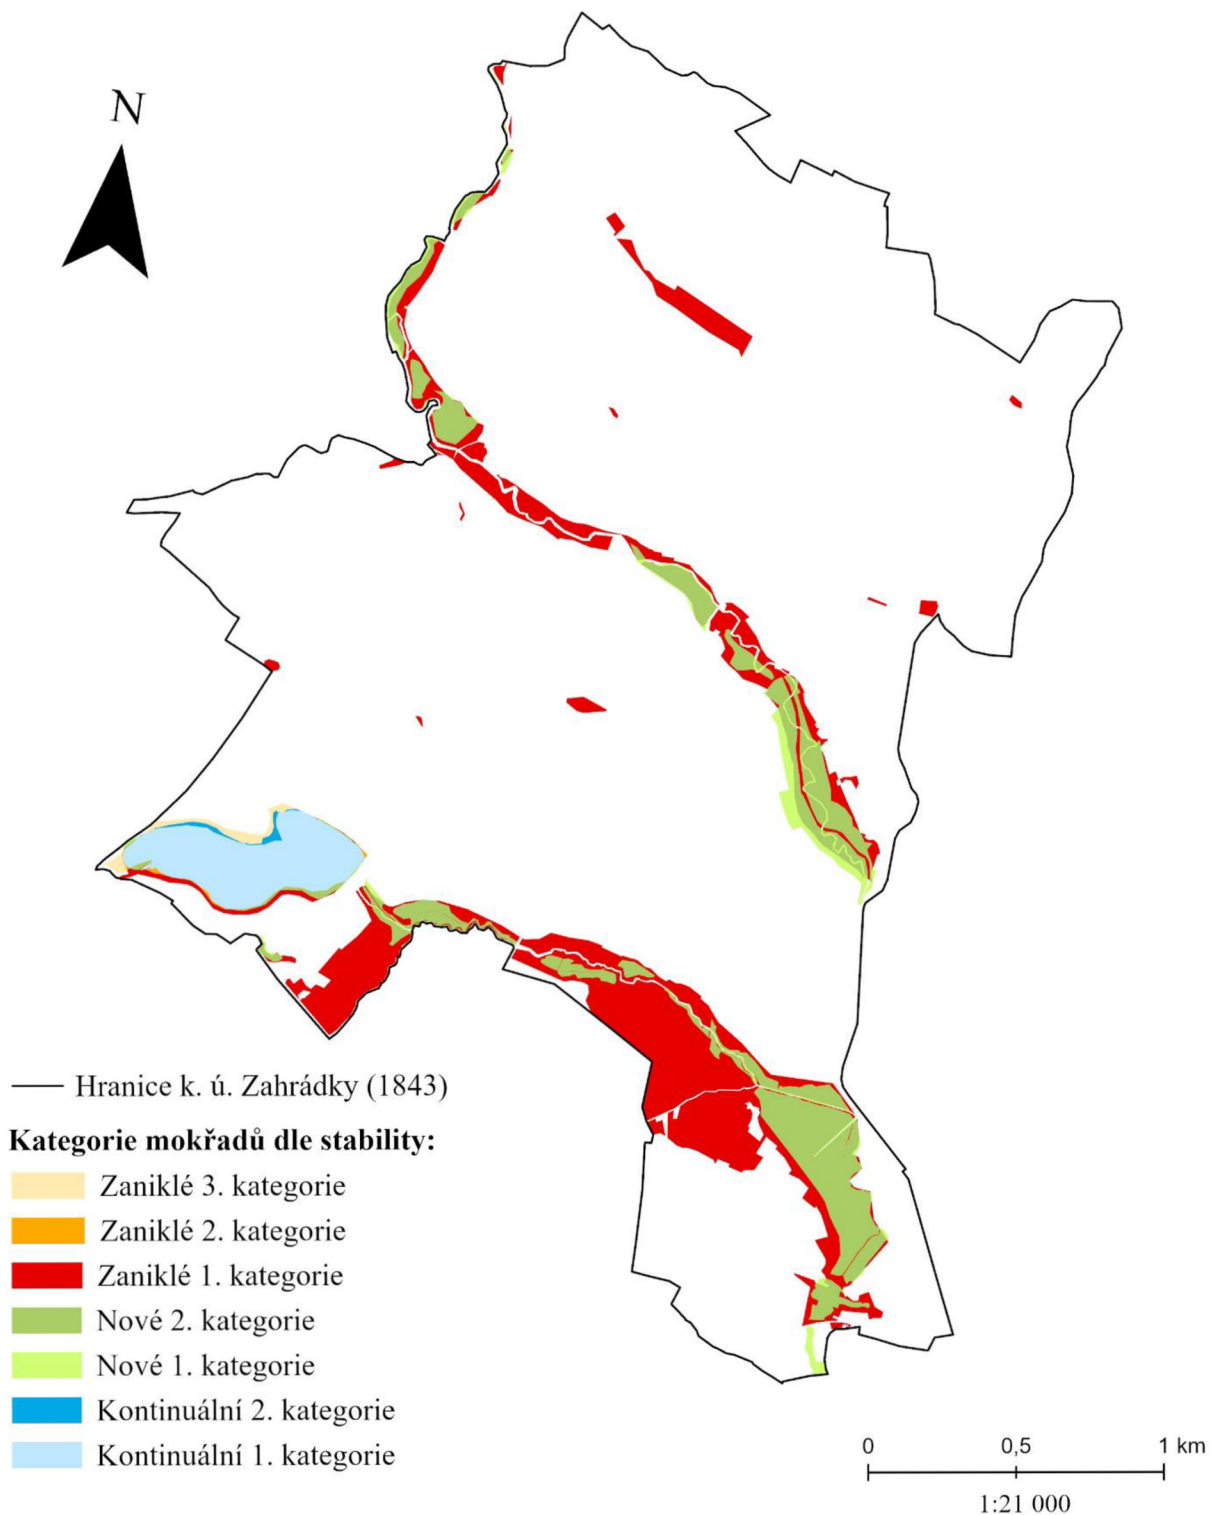 N
Hranice k. ú. Zahrádky (1843)
Kategorie mokřadů dle stability:
Zaniklé 3. kategorie
Zaniklé 2. kategorie
Zaniklé 1. kategorie
Nové 2. kategorie
Nové 1. kategorie
Kontinuální 2. kategorie
Kontinuální 1. kategorie
0 0,5 1 km
1:21 000